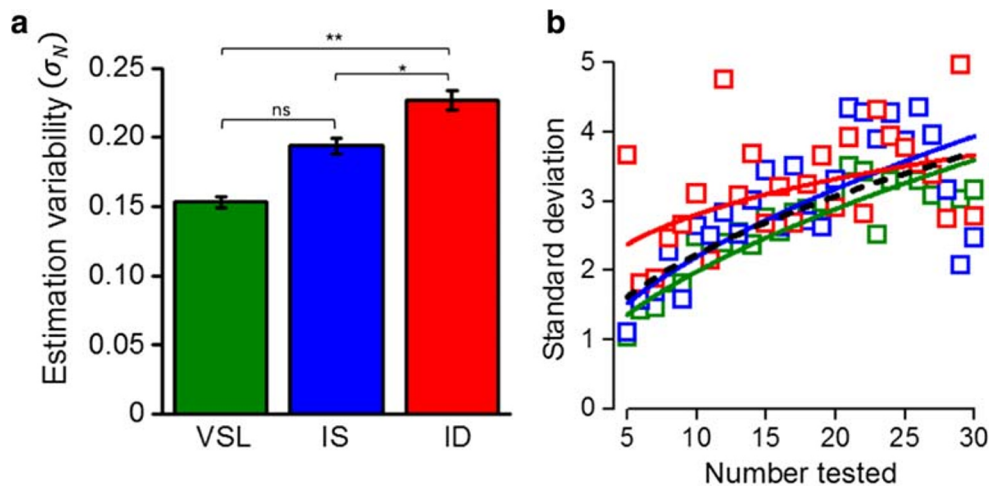 a
Estimation variability (σN)
0.25
0.20
0.15
0.10
0.05
0
**
*
ns
VSL IS ID
b
Standard deviation
5
4
3
2
1
0
5 10 15 20 25 30
Number tested